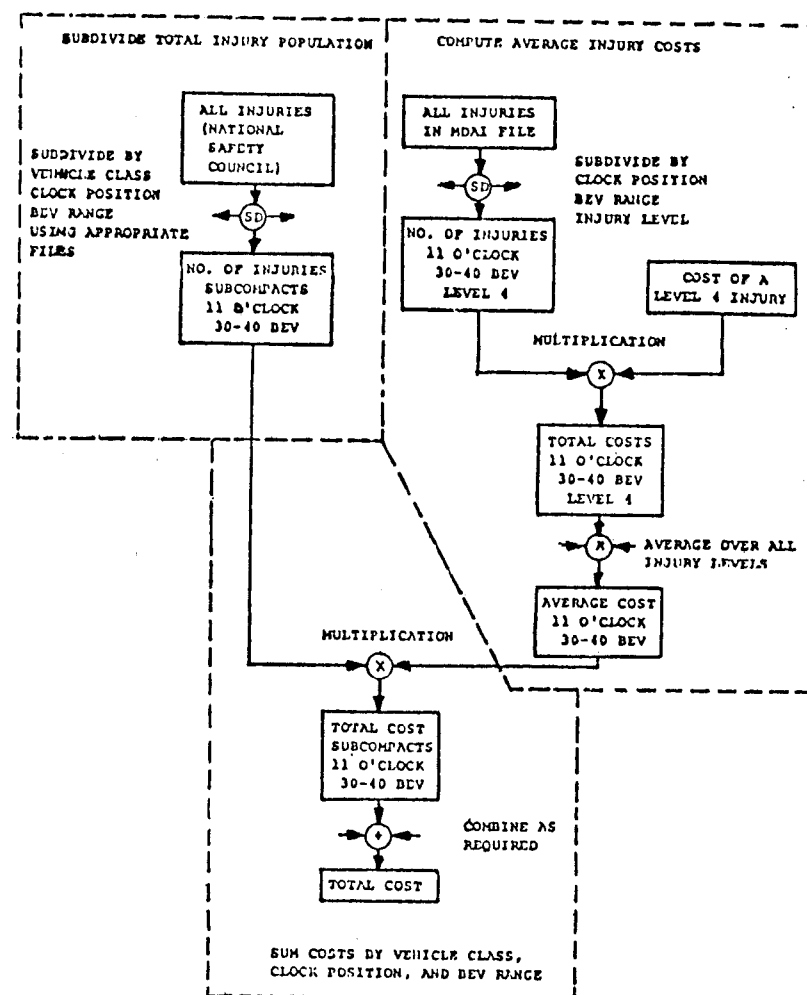 SUBDIVIDE TOTAL INJURY POPULATION
ALL INJURIES
(NATIONAL
SAFETY
COUNCIL)
SUBDIVIDE BY
VEHICLE CLASS
CLOCK POSITION
BEV RANGE
USING APPROPRIATE
FILES
SD
NO. OF INJURIES
SUBCOMPACTS
11 O'CLOCK
30-40 BEV
COMPUTE AVERAGE INJURY COSTS
ALL INJURIES
IN MDAI FILE
SD
SUBDIVIDE BY
CLOCK POSITION
BEV RANGE
INJURY LEVEL
NO. OF INJURIES
11 O'CLOCK
30-40 BEV
LEVEL 4
COST OF A
LEVEL 4 INJURY
MULTIPLICATION
X
TOTAL COSTS
11 O'CLOCK
30-40 BEV
LEVEL 4
AVERAGE OVER ALL
INJURY LEVELS
AVERAGE COST
11 O'CLOCK
30-40 BEV
MULTIPLICATION
X
TOTAL COST
SUBCOMPACTS
11 O'CLOCK
30-40 BEV
+
COMBINE AS
REQUIRED
TOTAL COST
SUM COSTS BY VEHICLE CLASS,
CLOCK POSITION, AND BEV RANGE